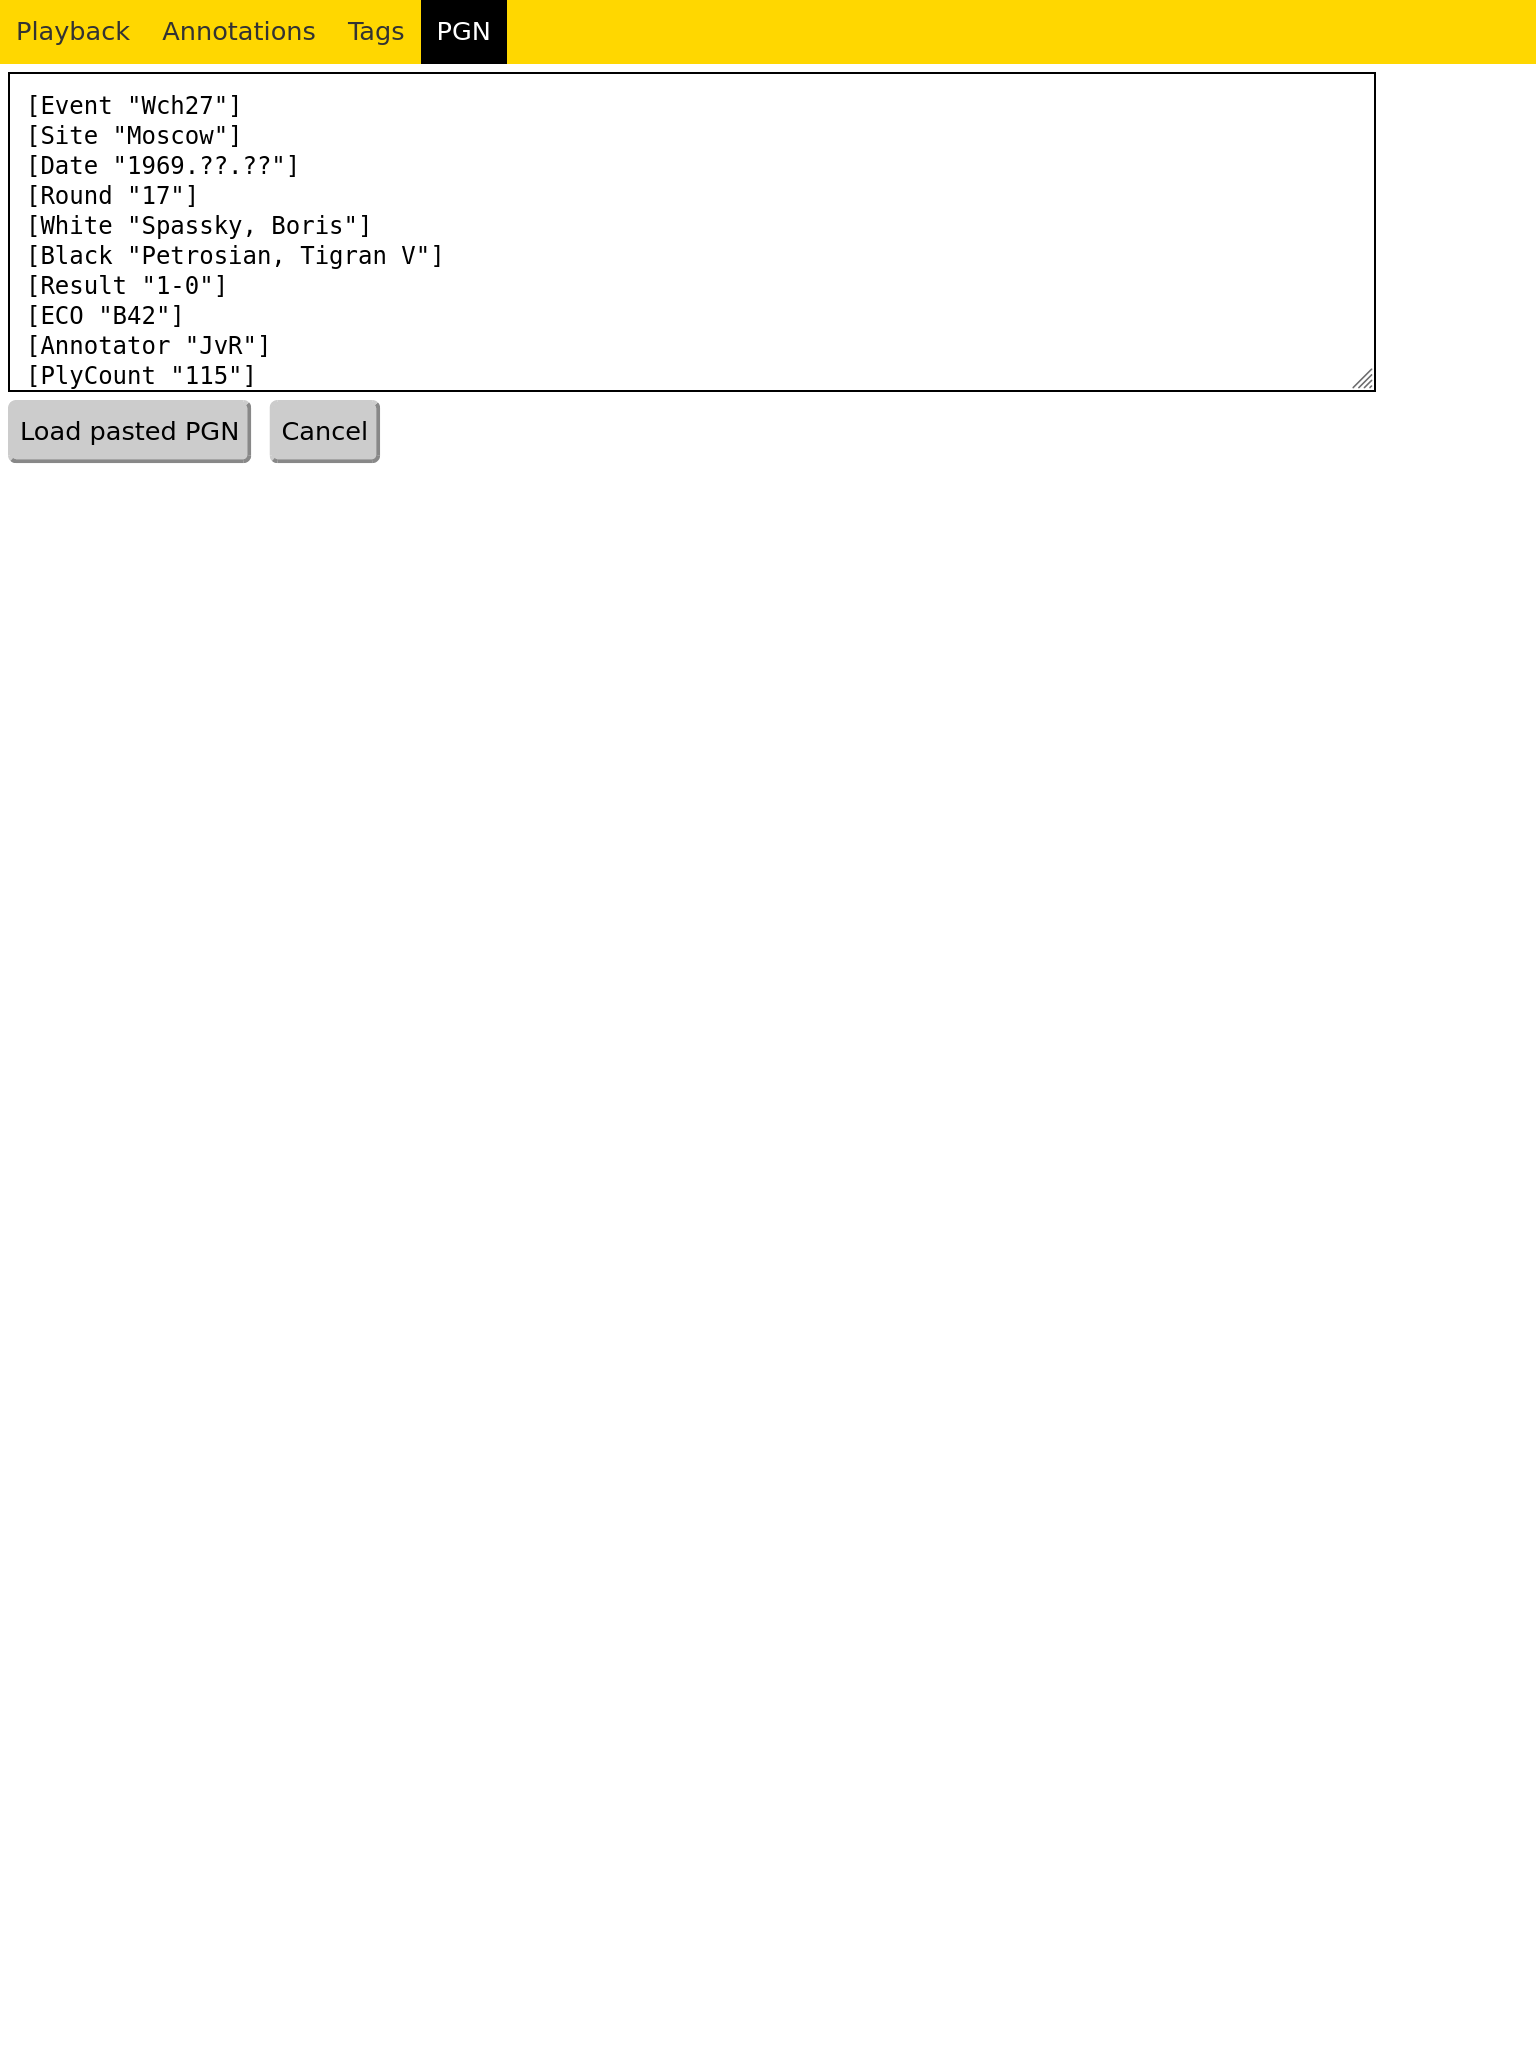 Playback Annotations Tags PGN
[Event "Wch27"]
[Site "Moscow"]
[Date "1969.??.??"]
[Round "17"]
[White "Spassky, Boris"]
[Black "Petrosian, Tigran V"]
[Result "1-0"]
[ECO "B42"]
[Annotator "JvR"]
[PlyCount "115"]
Load pasted PGN Cancel